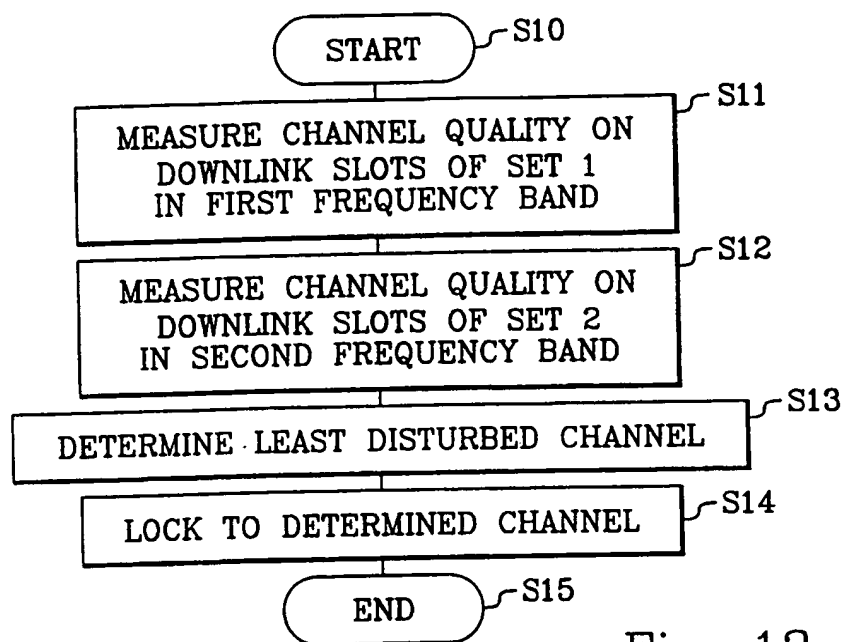 START
S10
S11
MEASURE CHANNEL QUALITY ON
DOWNLINK SLOTS OF SET 1
IN FIRST FREQUENCY BAND
S12
MEASURE CHANNEL QUALITY ON
DOWNLINK SLOTS OF SET 2
IN SECOND FREQUENCY BAND
S13
DETERMINE LEAST DISTURBED CHANNEL
S14
LOCK TO DETERMINED CHANNEL
S15
END